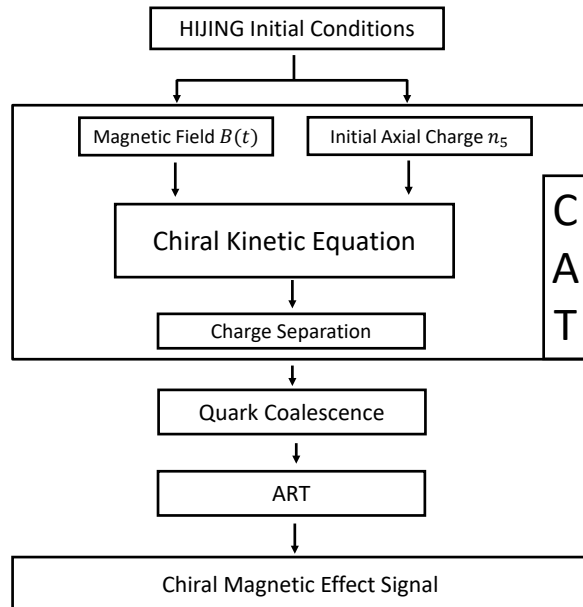 HIJING Initial Conditions
Magnetic Field B(t)
Initial Axial Charge n₅
Chiral Kinetic Equation
C
A
T
Charge Separation
Quark Coalescence
ART
Chiral Magnetic Effect Signal